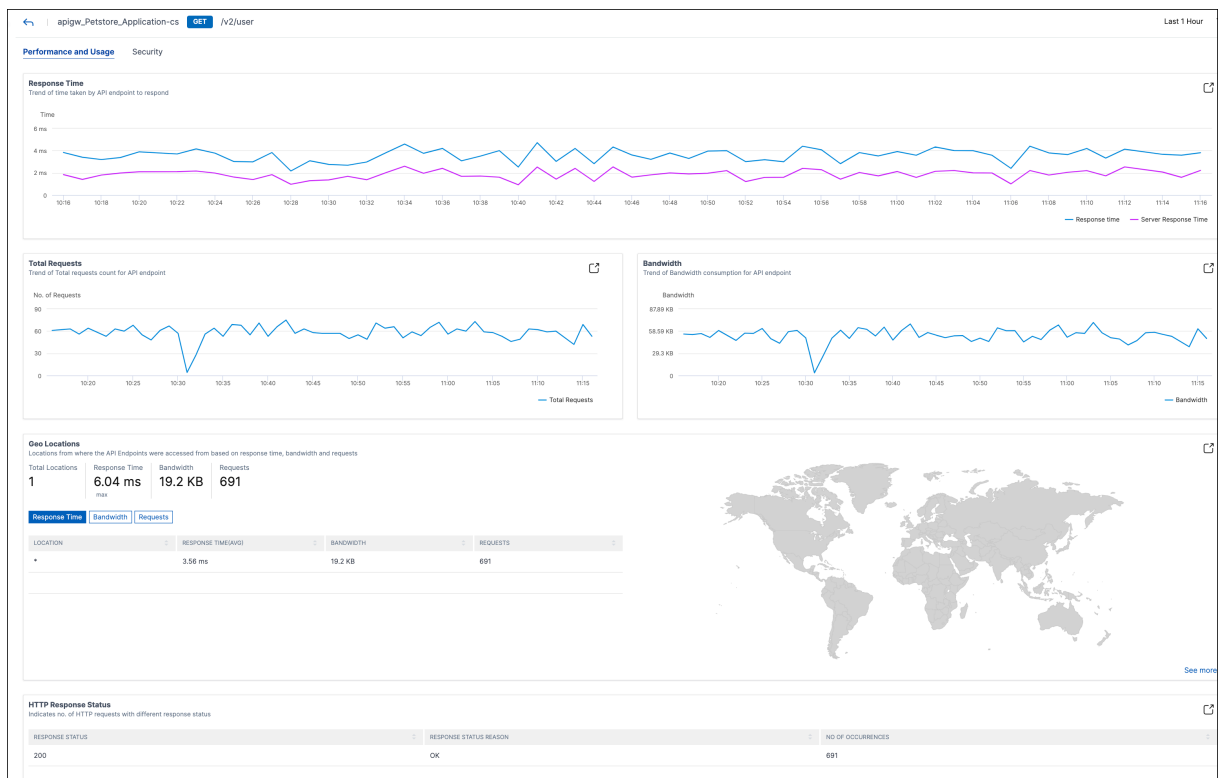 apigw_Petstore_Application-cs GET /v2/user Last 1 Hour
Performance and Usage Security
Response Time
Trend of time taken by API endpoint to respond
Time
6 ms
4 ms
2 ms
0
10:16 10:18 10:20 10:22 10:24 10:26 10:28 10:30 10:32 10:34 10:36 10:38 10:40 10:42 10:44 10:46 10:48 10:50 10:52 10:54 10:56 10:58 11:00 11:02 11:04 11:06 11:08 11:10 11:12 11:14 11:16
Response time Server Response Time
Total Requests
Trend of Total requests count for API endpoint
No. of Requests
90
60
30
0
10:20 10:25 10:30 10:35 10:40 10:45 10:50 10:55 11:00 11:05 11:10 11:15
Total Requests
Bandwidth
Trend of Bandwidth consumption for API endpoint
Bandwidth
87.89 KB
58.59 KB
29.3 KB
0
10:20 10:25 10:30 10:35 10:40 10:45 10:50 10:55 11:00 11:05 11:10 11:15
Bandwidth
Geo Locations
Locations from where the API Endpoints were accessed from based on response time, bandwidth and requests
Total Locations Response Time Bandwidth Requests
1 6.04 ms 19.2 KB 691
max
Response Time Bandwidth Requests
LOCATION RESPONSE TIME(AVG) BANDWIDTH REQUESTS
* 3.56 ms 19.2 KB 691
See more
HTTP Response Status
Indicates no. of HTTP requests with different response status
RESPONSE STATUS RESPONSE STATUS REASON NO OF OCCURRENCES
200 OK 691